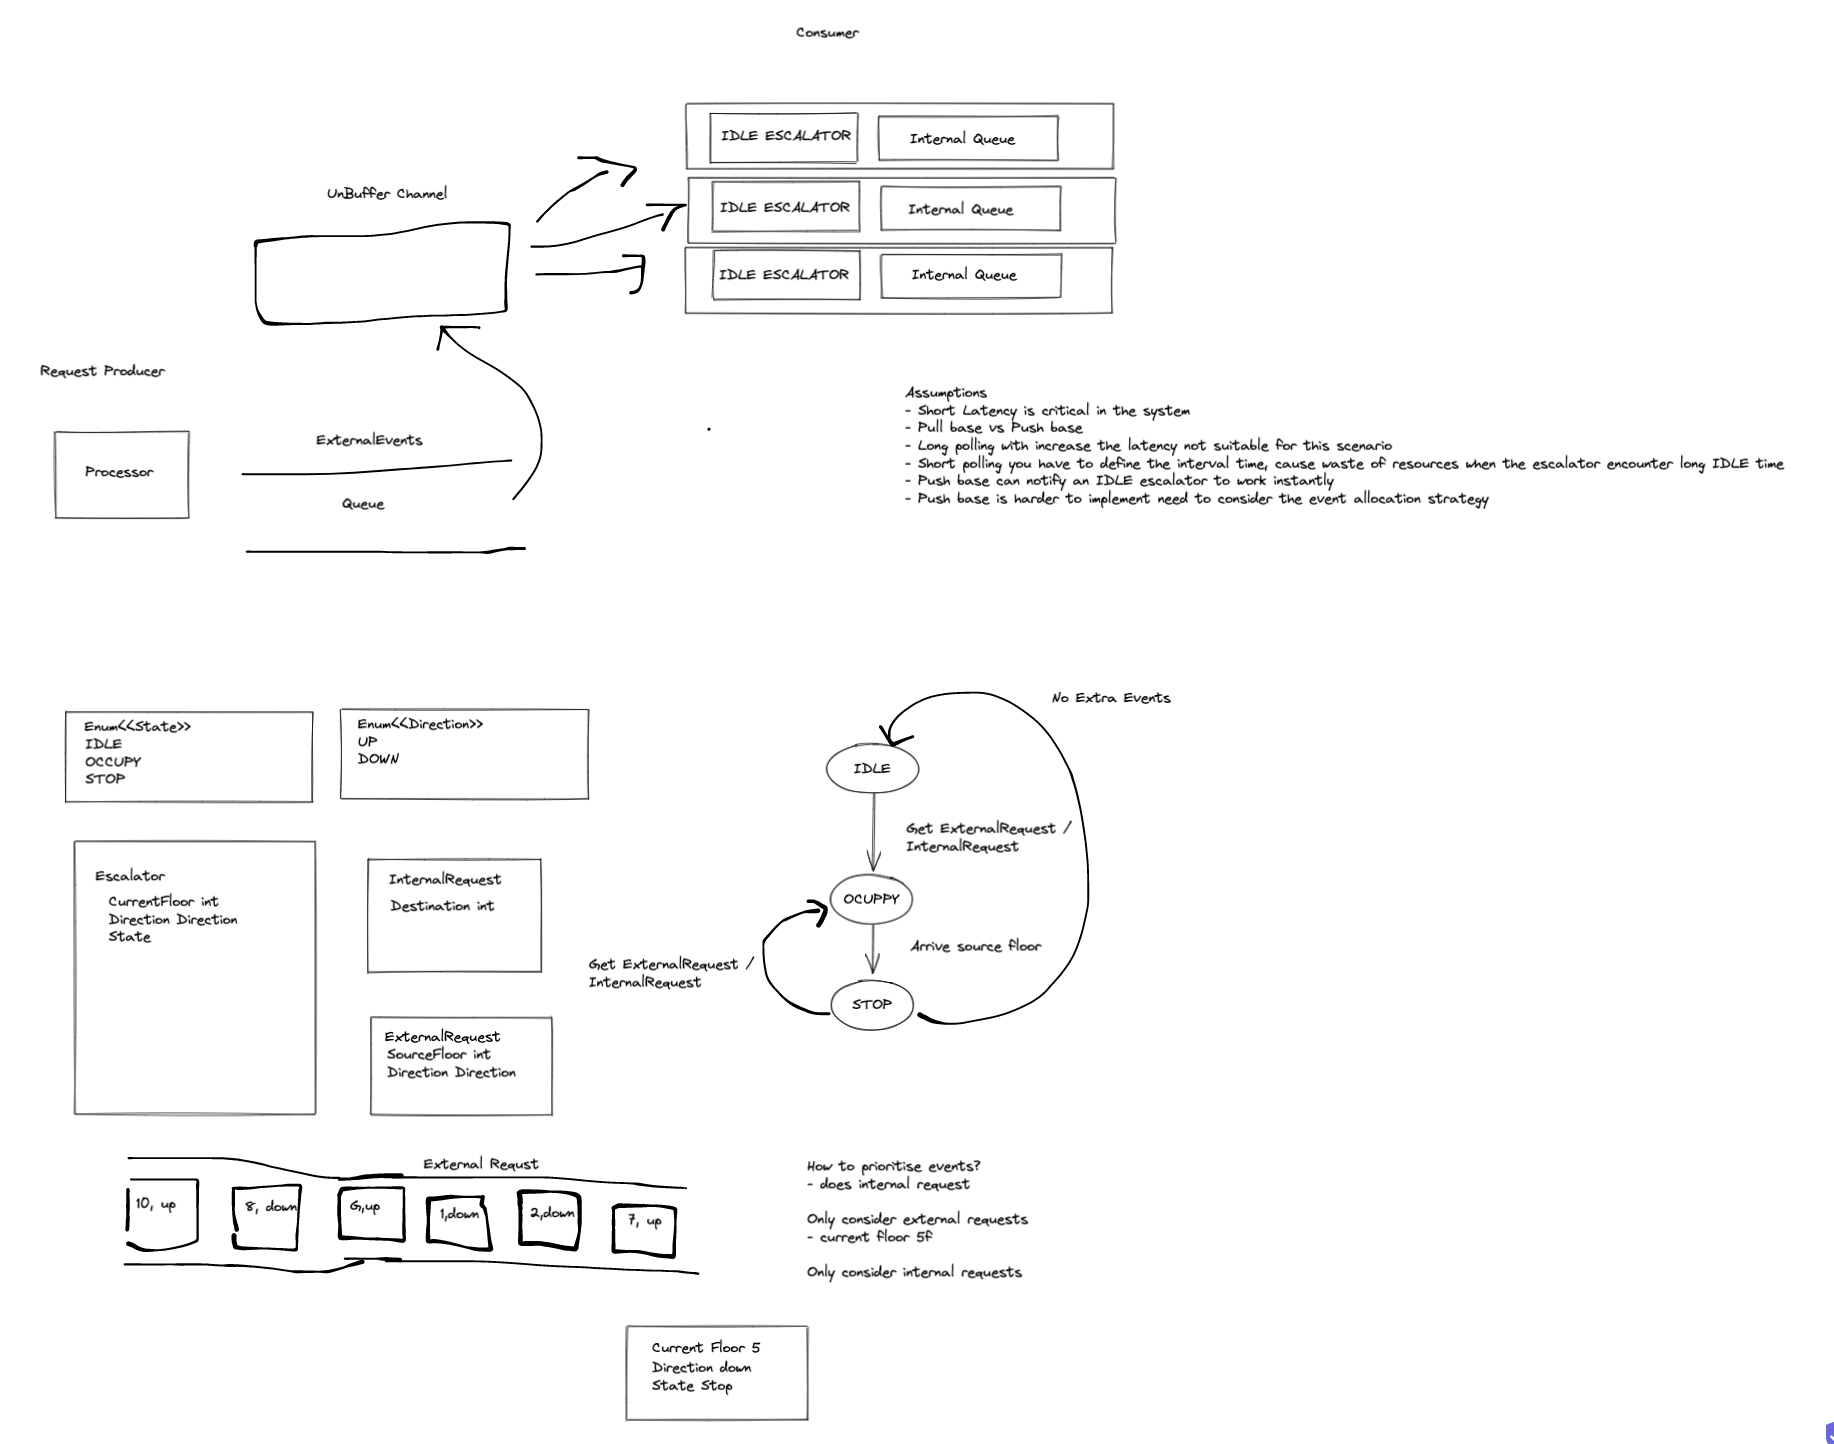 Consumer
IDLE ESCALATOR
Internal Queue
IDLE ESCALATOR
Internal Queue
IDLE ESCALATOR
Internal Queue
UnBuffer Channel
Request Producer
Processor
ExternalEvents
Queue
Assumptions
- Short Latency is critical in the system
- Pull base vs Push base
- Long polling with increase the latency not suitable for this scenario
- Short polling you have to define the interval time, cause waste of resources when the escalator encounter long IDLE time
- Push base can notify an IDLE escalator to work instantly
- Push base is harder to implement need to consider the event allocation strategy
Enum<<State>>
IDLE
OCCUPY
STOP
Enum<<Direction>>
UP
DOWN
Escalator
CurrentFloor int
Direction Direction
State
InternalRequest
Destination int
ExternalRequest
SourceFloor int
Direction Direction
No Extra Events
IDLE
Get ExternalRequest /
InternalRequest
OCUPPY
Arrive source floor
Get ExternalRequest /
InternalRequest
STOP
External Requst
10, up
8, down
G,up
1,down
2,down
7, up
How to prioritise events?
- does internal request
Only consider external requests
- current floor 5f
Only consider internal requests
Current Floor 5
Direction down
State Stop